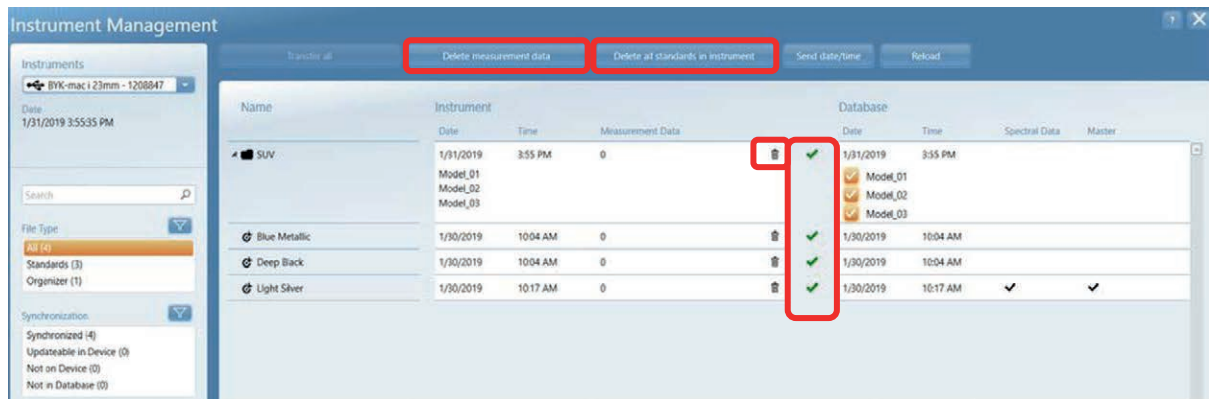 Instrument Management
?
Transfer all
Delete measurement data
Delete all standards in instrument
Send date/time
Reload
Instruments
BYK-mac i 23mm - 1208847
Date
1/31/2019 3:55:35 PM
Search
File Type
All (4)
Standards (3)
Organizer (1)
Synchronization
Synchronized (4)
Updateable in Device (0)
Not on Device (0)
Not in Database (0)
Name Instrument Database
Date Time Measurement Data Date Time Spectral Data Master
SUV 1/31/2019 3:55 PM 0 1/31/2019 3:55 PM
Model_01 Model_01
Model_02 Model_02
Model_03 Model_03
Blue Metallic 1/30/2019 10:04 AM 0 1/30/2019 10:04 AM
Deep Back 1/30/2019 10:04 AM 0 1/30/2019 10:04 AM
Light Silver 1/30/2019 10:17 AM 0 1/30/2019 10:17 AM